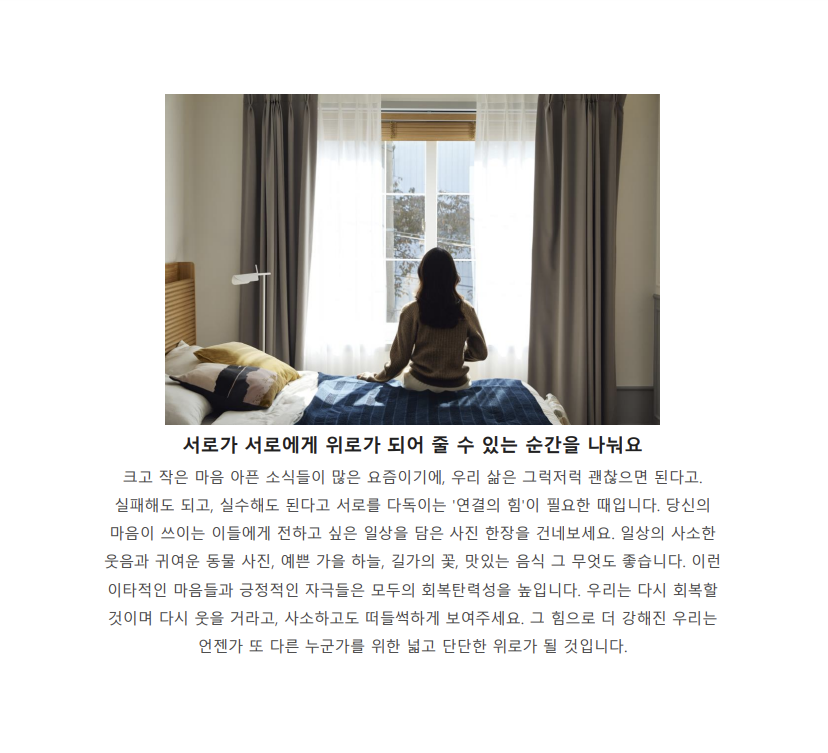 서로가 서로에게 위로가 되어 줄 수 있는 순간을 나눠요
크고 작은 마음 아픈 소식들이 많은 요즘이기에, 우리 삶은 그럭저럭 괜찮으면 된다고.
실패해도 되고, 실수해도 된다고 서로를 다독이는 '연결의 힘'이 필요한 때입니다. 당신의
마음이 쓰이는 이들에게 전하고 싶은 일상을 담은 사진 한장을 건네보세요. 일상의 사소한
웃음과 귀여운 동물 사진, 예쁜 가을 하늘, 길가의 꽃, 맛있는 음식 그 무엇도 좋습니다. 이런
이타적인 마음들과 긍정적인 자극들은 모두의 회복탄력성을 높입니다. 우리는 다시 회복할
것이며 다시 웃을 거라고, 사소하고도 떠들썩하게 보여주세요. 그 힘으로 더 강해진 우리는
언젠가 또 다른 누군가를 위한 넓고 단단한 위로가 될 것입니다.